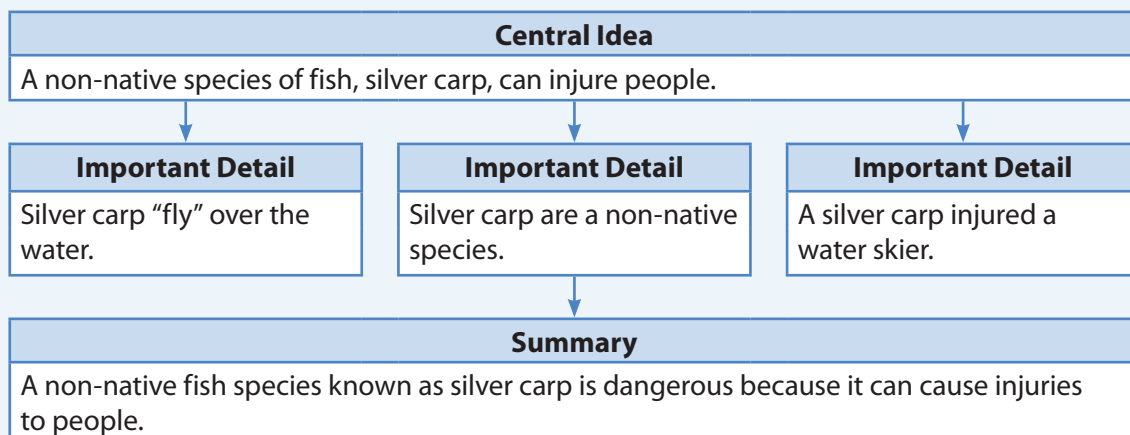 Central Idea
A non-native species of fish, silver carp, can injure people.
Important Detail
Silver carp “fly” over the
water.
Important Detail
Silver carp are a non-native
species.
Important Detail
A silver carp injured a
water skier.
Summary
A non-native fish species known as silver carp is dangerous because it can cause injuries
to people.